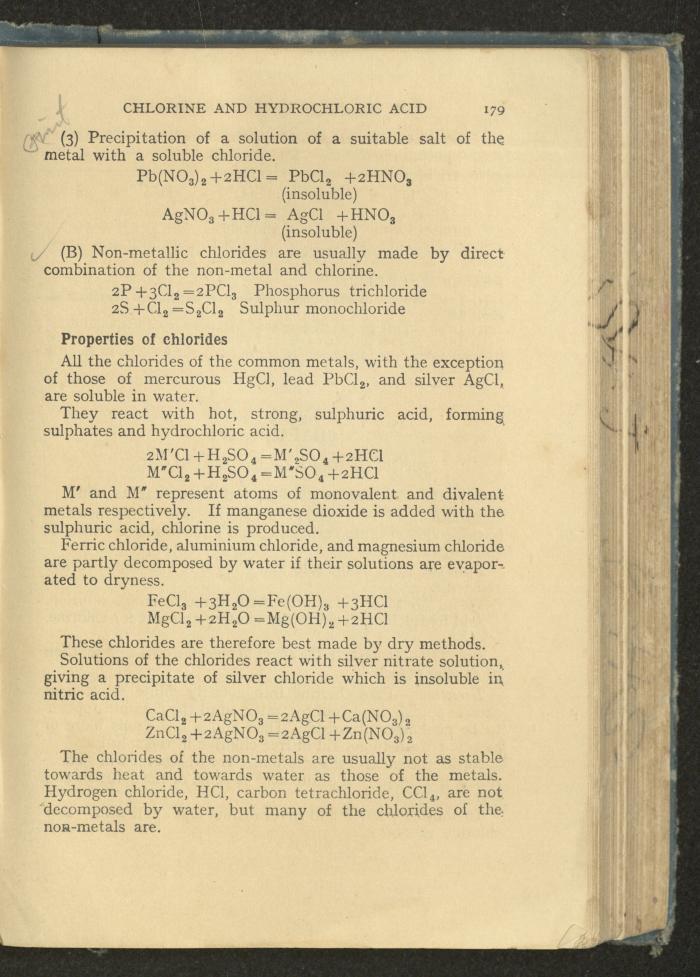 CHLORINE AND HYDROCHLORIC ACID 179
(3) Precipitation of a solution of a suitable salt of the
metal with a soluble chloride.
Pb(NO₃)₂+2HCl = PbCl₂ +2HNO₃
(insoluble)
AgNO₃+HCl = AgCl +HNO₃
(insoluble)
(B) Non-metallic chlorides are usually made by direct
combination of the non-metal and chlorine.
2P+3Cl₂=2PCl₃ Phosphorus trichloride
2S+Cl₂=S₂Cl₂ Sulphur monochloride
Properties of chlorides
All the chlorides of the common metals, with the exception
of those of mercurous HgCl, lead PbCl₂, and silver AgCl,
are soluble in water.
They react with hot, strong, sulphuric acid, forming
sulphates and hydrochloric acid.
2M′Cl+H₂SO₄=M′₂SO₄+2HCl
M″Cl₂+H₂SO₄=M″SO₄+2HCl
M′ and M″ represent atoms of monovalent and divalent
metals respectively. If manganese dioxide is added with the
sulphuric acid, chlorine is produced.
Ferric chloride, aluminium chloride, and magnesium chloride
are partly decomposed by water if their solutions are evapor-
ated to dryness.
FeCl₃ +3H₂O=Fe(OH)₃ +3HCl
MgCl₂+2H₂O=Mg(OH)₂+2HCl
These chlorides are therefore best made by dry methods.
Solutions of the chlorides react with silver nitrate solution,
giving a precipitate of silver chloride which is insoluble in
nitric acid.
CaCl₂+2AgNO₃=2AgCl+Ca(NO₃)₂
ZnCl₂+2AgNO₃=2AgCl+Zn(NO₃)₂
The chlorides of the non-metals are usually not as stable
towards heat and towards water as those of the metals.
Hydrogen chloride, HCl, carbon tetrachloride, CCl₄, are not
decomposed by water, but many of the chlorides of the
non-metals are.